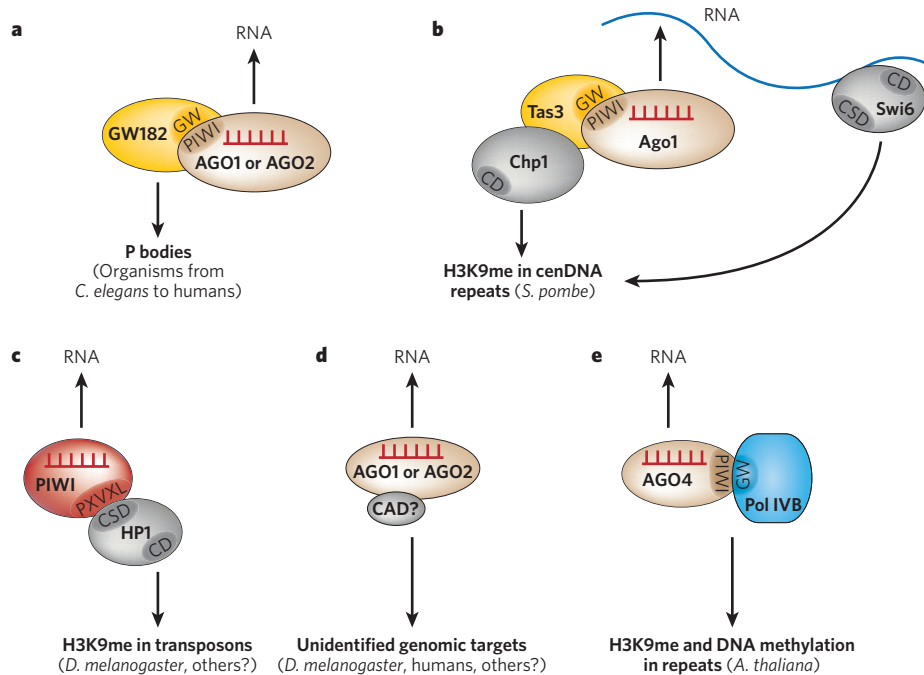 a
RNA
GW182
GW
PIWI
AGO1 or AGO2
P bodies
(Organisms from
C. elegans to humans)
b
RNA
Tas3
GW
PIWI
Ago1
Chp1
CD
CD
CSD
Swi6
H3K9me in cenDNA
repeats (S. pombe)
c
RNA
PIWI
PXVXL
CSD
HP1
CD
H3K9me in transposons
(D. melanogaster, others?)
d
RNA
AGO1 or AGO2
CAD?
Unidentified genomic targets
(D. melanogaster, humans, others?)
e
RNA
AGO4
PIWI
GW
Pol IVB
H3K9me and DNA methylation
in repeats (A. thaliana)